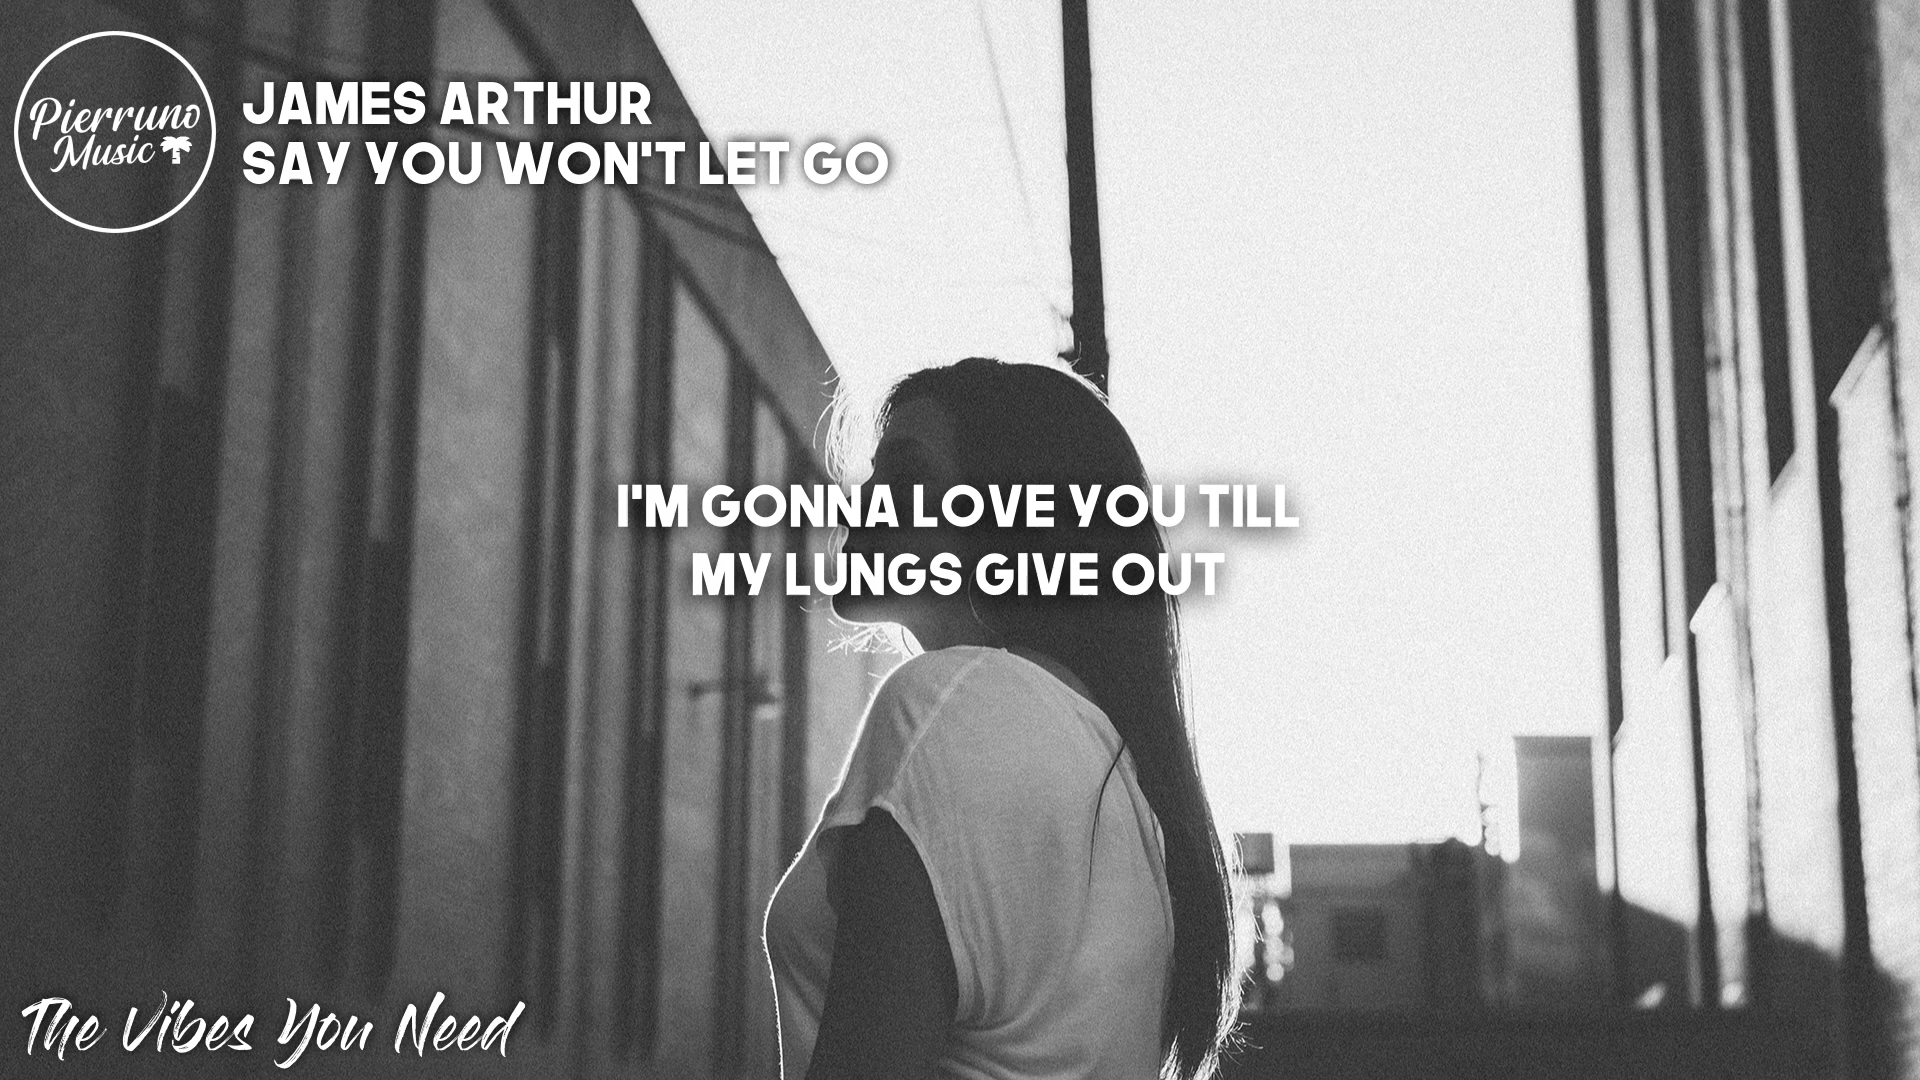 Pierruno
Music
JAMES ARTHUR
SAY YOU WON'T LET GO
I'M GONNA LOVE YOU TILL
MY LUNGS GIVE OUT
The Vibes You Need